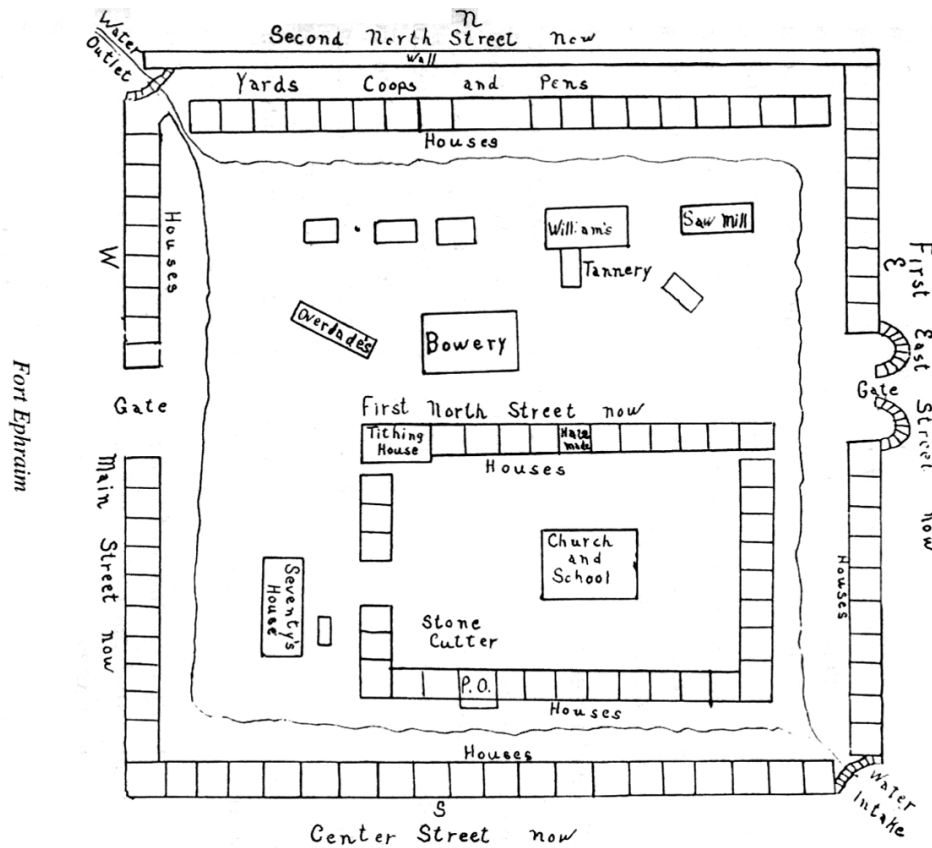 N
Second North Street now
Water
Outlet
Wall
Yards Coops and Pens
Houses
Houses
W
William's
Tannery
Saw Mill
E
First East Street now
Overlade's
Bowery
Gate
Gate
First North Street now
Tithing
House
made
Houses
Main Street now
Church
and
School
Houses
Seventy's
House
Stone
Cutter
P.O.
Houses
Houses
Water
Intake
S
Center Street now
Fort Ephraim